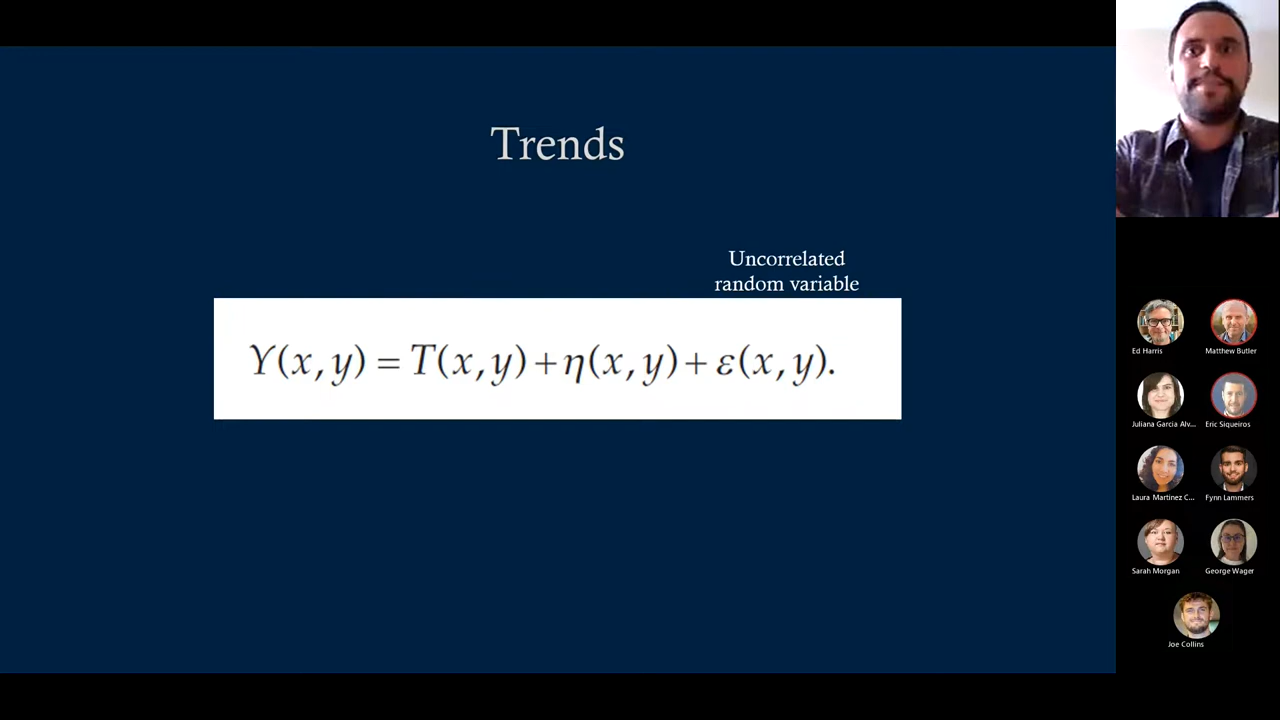 Trends
Uncorrelated
random variable
Y(x, y) = T(x, y) + η(x, y) + ε(x, y).
Ed Harris
Matthew Butler
Juliana Garcia Alv...
Eric Siqueiros
Laura Martinez C...
Fynn Lammers
Sarah Morgan
George Wager
Joe Collins